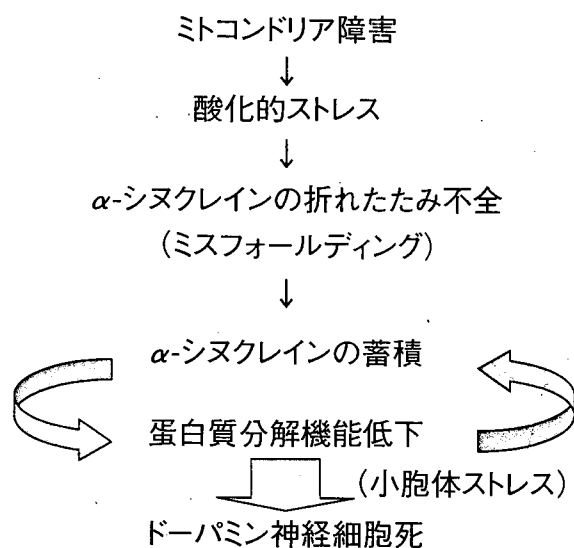 ミトコンドリア障害
↓
酸化的ストレス
↓
α-シヌクレインの折れたたみ不全
(ミスフォールディング)
↓
α-シヌクレインの蓄積
蛋白質分解機能低下
(小胞体ストレス)
ドーパミン神経細胞死